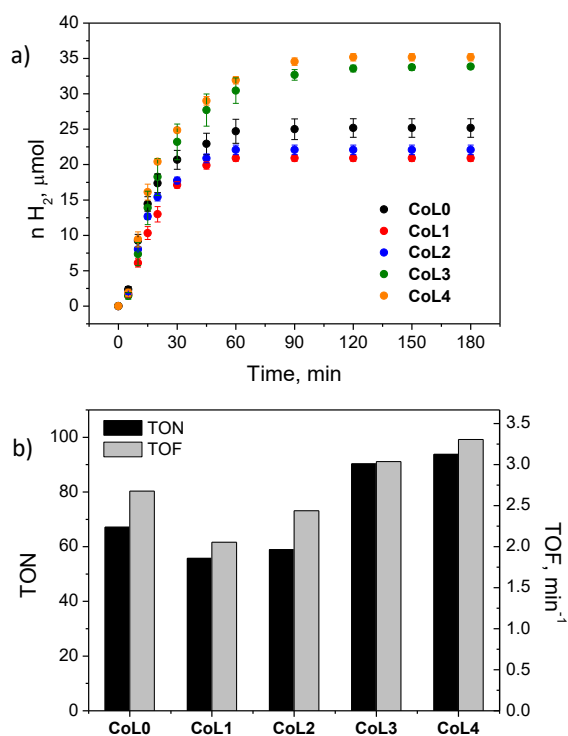 a)
n H₂, μmol
40
35
30
25
20
15
10
5
0
CoL0
CoL1
CoL2
CoL3
CoL4
0 30 60 90 120 150 180
Time, min
b)
TON
TOF
TON
100
80
60
40
20
0
3.5
3.0
2.5
2.0
1.5
1.0
0.5
0.0
TOF, min⁻¹
CoL0 CoL1 CoL2 CoL3 CoL4